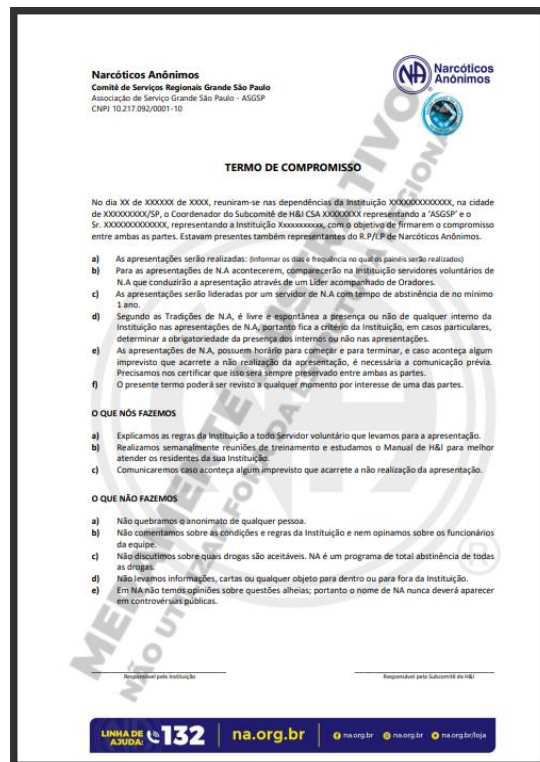 Narcóticos Anônimos
Comitê de Serviços Regionais Grande São Paulo
Associação de Serviço Grande São Paulo - ASGSP
CNPJ 10.217.092/0001-10
NA
Narcóticos
Anônimos
TERMO DE COMPROMISSO
No dia XX de XXXXXX de XXXX, reuniram-se nas dependências da Instituição XXXXXXXXXXXXX, na cidade
de XXXXXXXXX/SP, o Coordenador do Subcomitê de H&I CSA XXXXXXXX representando a 'ASGSP' e o
Sr. XXXXXXXXXXXXX, representando a Instituição Xxxxxxxxxxx, com o objetivo de firmarem o compromisso
entre ambas as partes. Estavam presentes também representantes do R.P/I.P de Narcóticos Anônimos.
a) As apresentações serão realizadas: (Informar os dias e frequência no qual os painéis serão realizados)
b) Para as apresentações de N.A acontecerem, comparecerão na Instituição servidores voluntários de
N.A que conduzirão a apresentação através de um Líder acompanhado de Oradores.
c) As apresentações serão lideradas por um servidor de N.A com tempo de abstinência de no mínimo
1 ano.
d) Segundo as Tradições de N.A, é livre e espontânea a presença ou não de qualquer interno da
Instituição nas apresentações de N.A, portanto fica a critério da Instituição, em casos particulares,
determinar a obrigatoriedade da presença dos internos ou não nas apresentações.
e) As apresentações de N.A, possuem horário para começar e para terminar, e caso aconteça algum
imprevisto que acarrete a não realização da apresentação, é necessária a comunicação prévia.
Precisamos nos certificar que isso será sempre preservado entre ambas as partes.
f) O presente termo poderá ser revisto a qualquer momento por interesse de uma das partes.
O QUE NÓS FAZEMOS
a) Explicamos as regras da Instituição a todo Servidor voluntário que levamos para a apresentação.
b) Realizamos semanalmente reuniões de treinamento e estudamos o Manual de H&I para melhor
atender os residentes da sua Instituição.
c) Comunicaremos caso aconteça algum imprevisto que acarrete a não realização da apresentação.
O QUE NÃO FAZEMOS
a) Não quebramos o anonimato de qualquer pessoa.
b) Não comentamos sobre as condições e regras da Instituição e nem opinamos sobre os funcionários
da equipe.
c) Não discutimos sobre quais drogas são aceitáveis. NA é um programa de total abstinência de todas
as drogas.
d) Não levamos informações, cartas ou qualquer objeto para dentro ou para fora da Instituição.
e) Em NA não temos opiniões sobre questões alheias; portanto o nome de NA nunca deverá aparecer
em controvérsias públicas.
Responsável pela Instituição
Responsável pelo Subcomitê de H&I
MERAMENTE ILUSTRATIVO
NÃO UTILIZAR FORA DA REGIONAL
LINHA DE
AJUDA: 132
na.org.br
na.org.br
na.org.br
na.org.br/loja